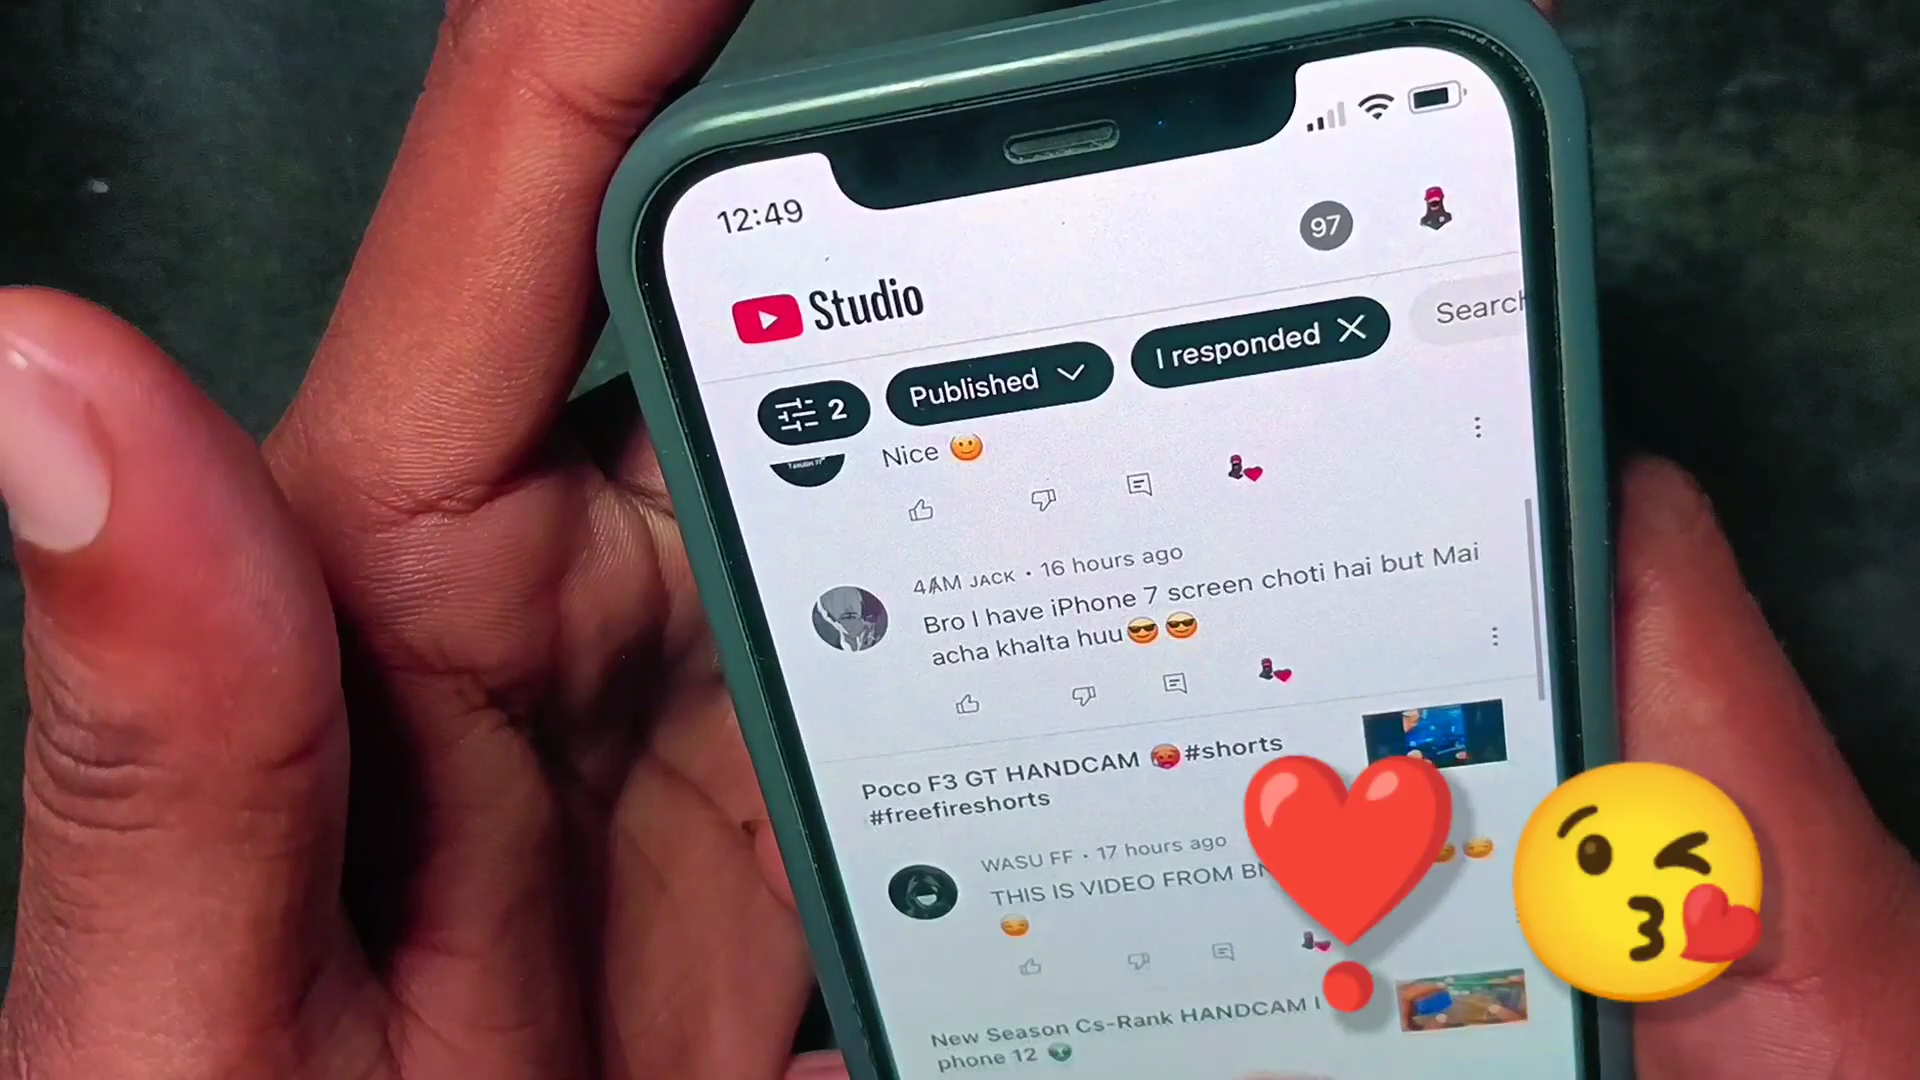 12:49
97
Studio
2
Published
I responded
Search
Nice
4AM JACK • 16 hours ago
Bro I have iPhone 7 screen choti hai but Mai
acha khalta huu
Poco F3 GT HANDCAM #shorts
#freefireshorts
WASU FF • 17 hours ago
THIS IS VIDEO FROM
New Season Cs-Rank HANDCAM I
phone 12